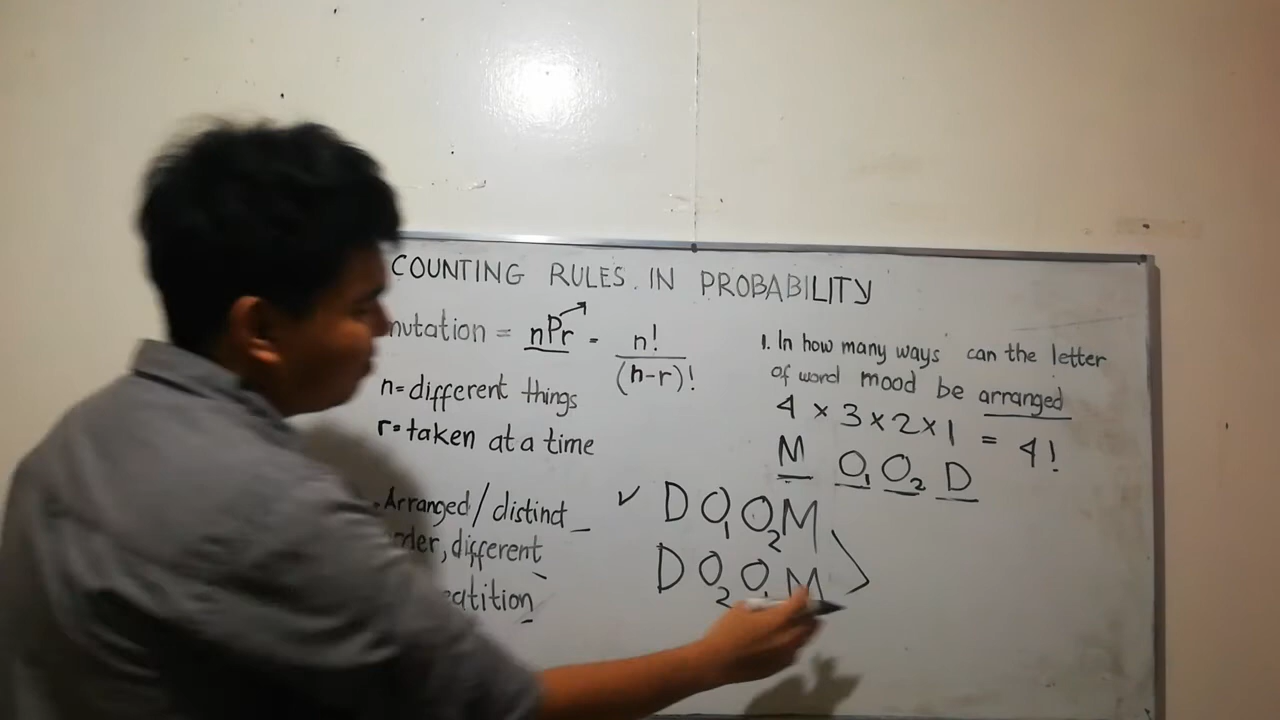 COUNTING RULES IN PROBABILITY
mutation = nPr = n! / (n-r)!
n = different things
r = taken at a time
Arranged / distinct
rder, different
atition
1. In how many ways can the letter
of word mood be arranged
4 × 3 × 2 × 1 = 4!
M O1 O2 D
✓ D O1 O2 M
D O2 O1 M